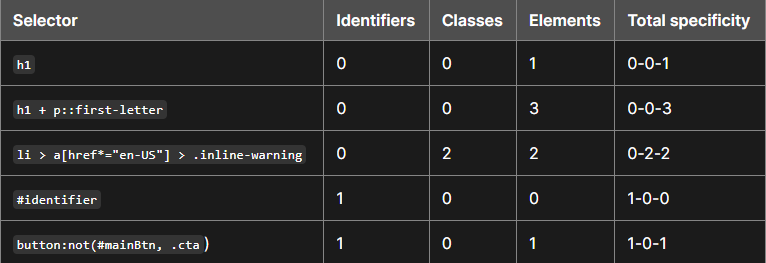 Selector Identifiers Classes Elements Total specificity
h1 0 0 1 0-0-1
h1 + p::first-letter 0 0 3 0-0-3
li > a[href*="en-US"] > .inline-warning 0 2 2 0-2-2
#identifier 1 0 0 1-0-0
button:not(#mainBtn, .cta) 1 0 1 1-0-1